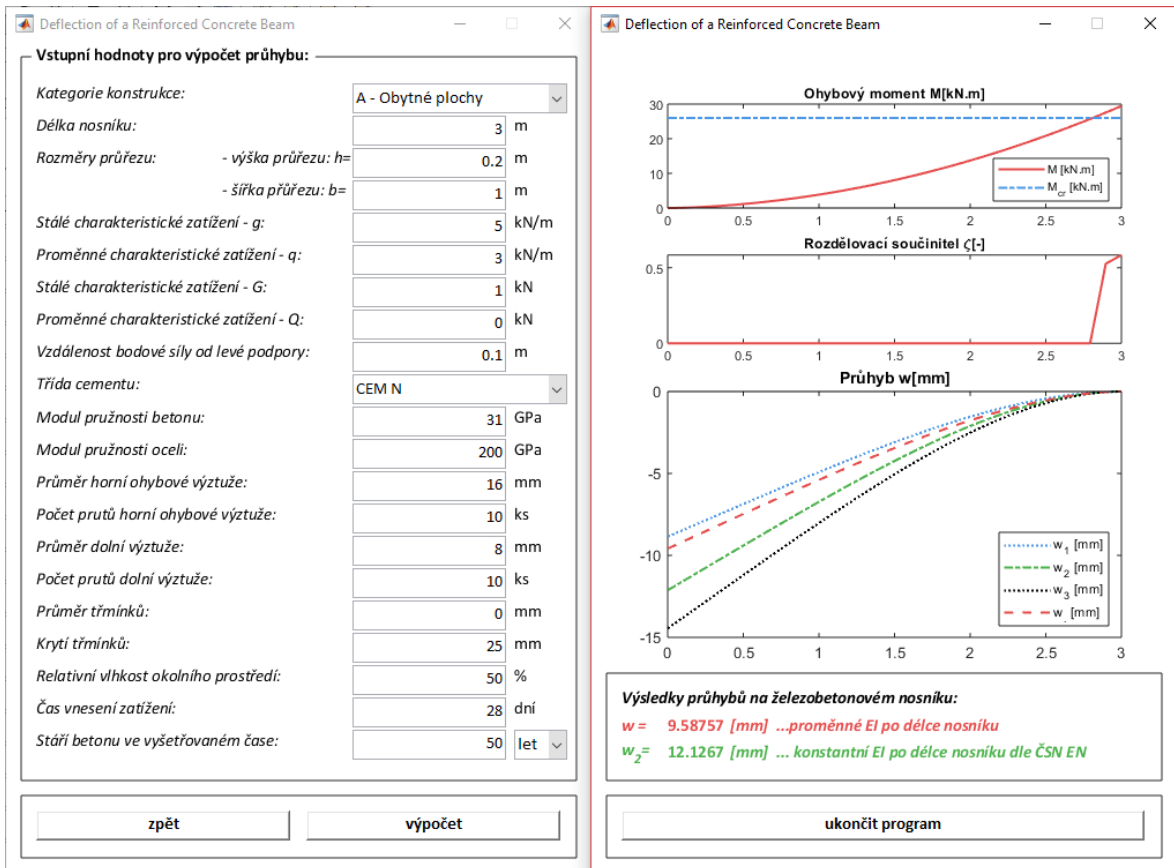 Deflection of a Reinforced Concrete Beam
Vstupní hodnoty pro výpočet průhybu:
Kategorie konstrukce: A - Obytné plochy
Délka nosníku: 3 m
Rozměry průřezu: - výška průřezu: h= 0.2 m
- šířka přůřezu: b= 1 m
Stálé charakteristické zatížení - g: 5 kN/m
Proměnné charakteristické zatížení - q: 3 kN/m
Stálé charakteristické zatížení - G: 1 kN
Proměnné charakteristické zatížení - Q: 0 kN
Vzdálenost bodové síly od levé podpory: 0.1 m
Třída cementu: CEM N
Modul pružnosti betonu: 31 GPa
Modul pružnosti oceli: 200 GPa
Průměr horní ohybové výztuže: 16 mm
Počet prutů horní ohybové výztuže: 10 ks
Průměr dolní výztuže: 8 mm
Počet prutů dolní výztuže: 10 ks
Průměr třmínků: 0 mm
Krytí třmínků: 25 mm
Relativní vlhkost okolního prostředí: 50 %
Čas vnesení zatížení: 28 dní
Stáří betonu ve vyšetřovaném čase: 50 let
zpět výpočet
Deflection of a Reinforced Concrete Beam
Ohybový moment M[kN.m]
30
20
10
0
M [kN.m]
M_cr [kN.m]
0 0.5 1 1.5 2 2.5 3
Rozdělovací součinitel ζ[-]
0.5
0
0 0.5 1 1.5 2 2.5 3
Průhyb w[mm]
0
-5
-10
-15
w_1 [mm]
w_2 [mm]
w_3 [mm]
w_. [mm]
0 0.5 1 1.5 2 2.5 3
Výsledky průhybů na železobetonovém nosníku:
w = 9.58757 [mm] ...proměnné EI po délce nosníku
w_2= 12.1267 [mm] ... konstantní EI po délce nosníku dle ČSN EN
ukončit program